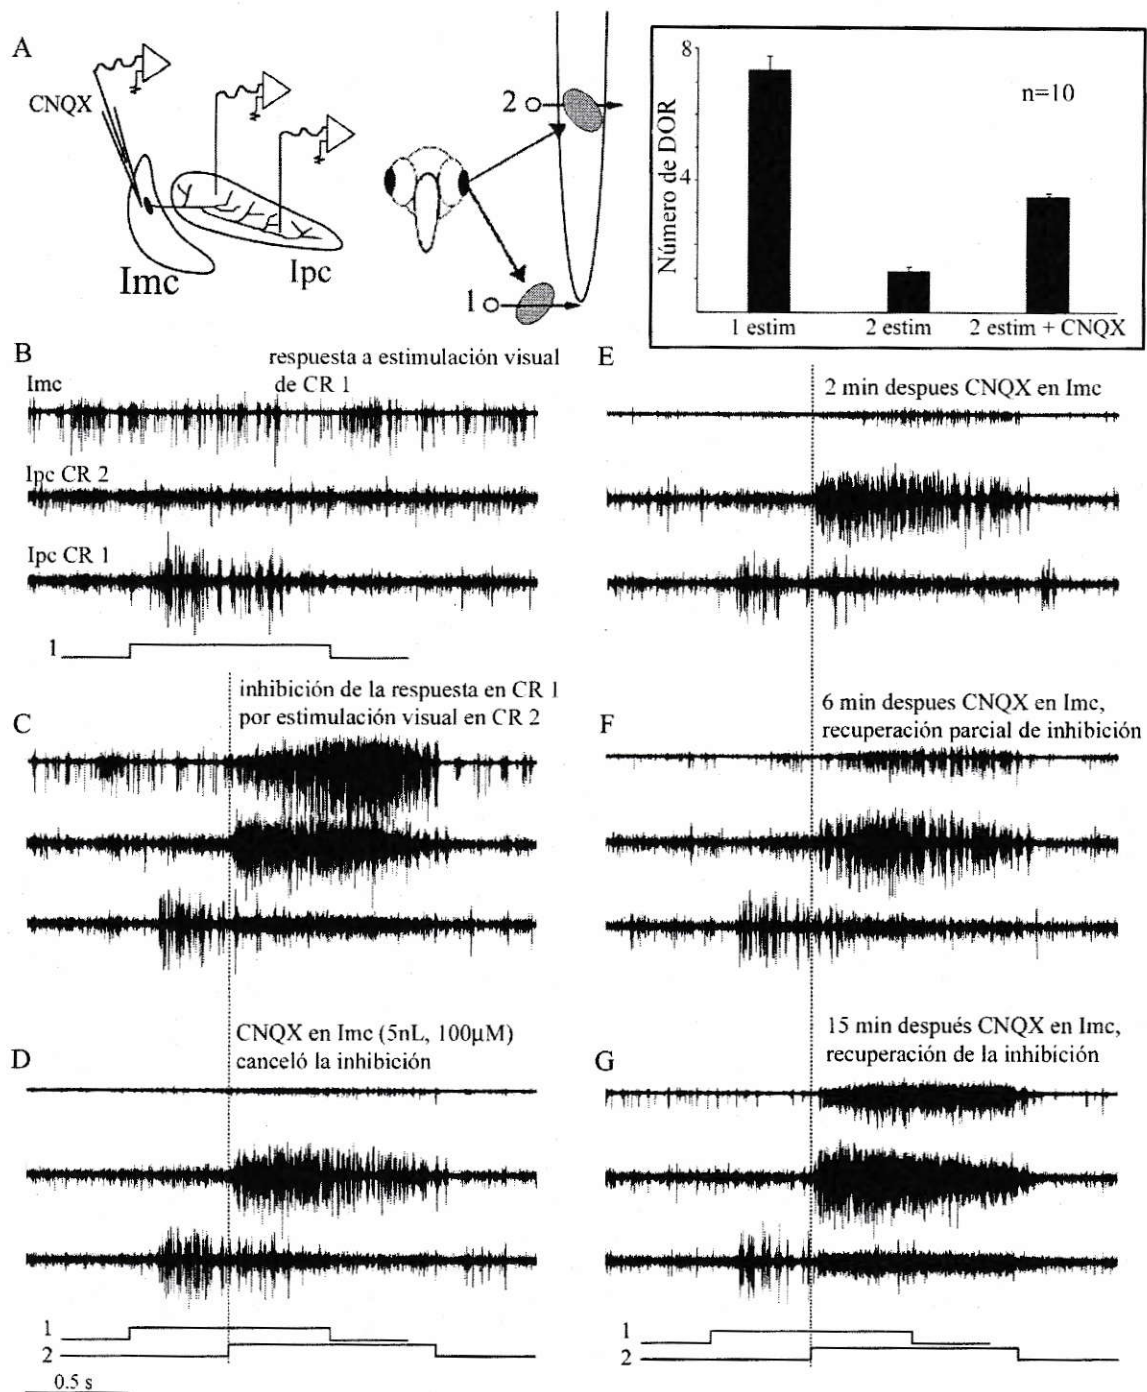 A
CNQX
Imc
Ipc
2
1
8
4
Número de DOR
n=10
1 estim
2 estim
2 estim + CNQX
B
respuesta a estimulación visual
de CR 1
Imc
Ipc CR 2
Ipc CR 1
1
C
inhibición de la respuesta en CR 1
por estimulación visual en CR 2
D
CNQX en Imc (5nL, 100µM)
canceló la inhibición
1
2
0.5 s
E
2 min despues CNQX en Imc
F
6 min despues CNQX en Imc,
recuperación parcial de inhibición
G
15 min después CNQX en Imc,
recuperación de la inhibición
1
2